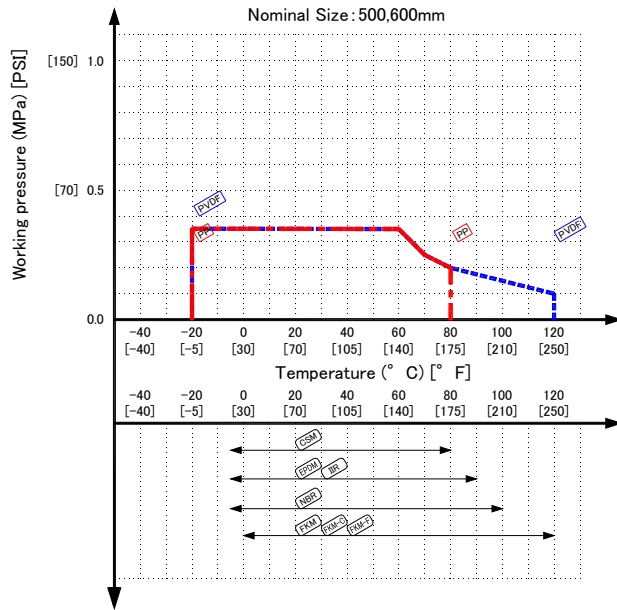 Nominal Size: 500,600mm
Working pressure (MPa) [PSI]
[150] 1.0
[70] 0.5
0.0
PVDF
PP
PP
PVDF
-40 -20 0 20 40 60 80 100 120
[-40] [-5] [30] [70] [105] [140] [175] [210] [250]
Temperature (° C) [° F]
-40 -20 0 20 40 60 80 100 120
[-40] [-5] [30] [70] [105] [140] [175] [210] [250]
CSM
EPDM IIR
NBR
FKM FKM-C FKM-F